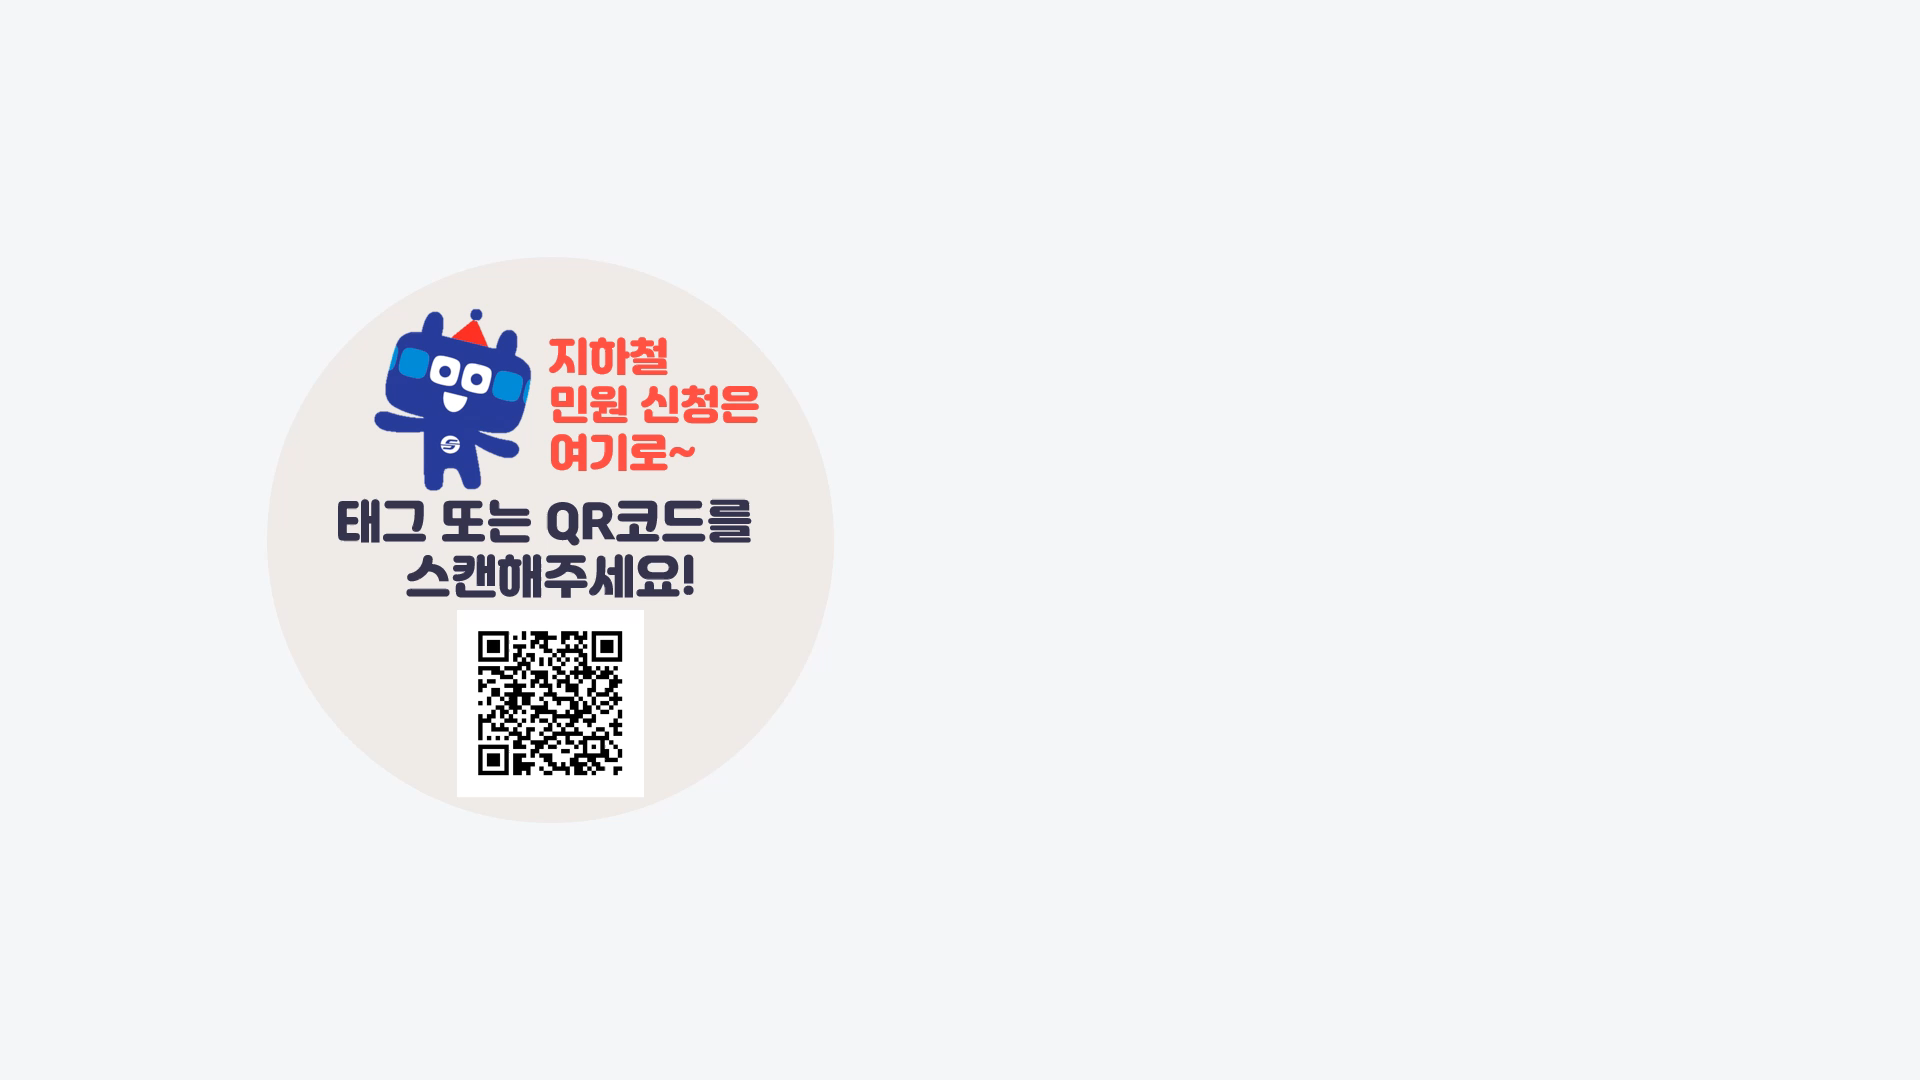 지하철
민원 신청은
여기로~
태그 또는 QR코드를
스캔해주세요!